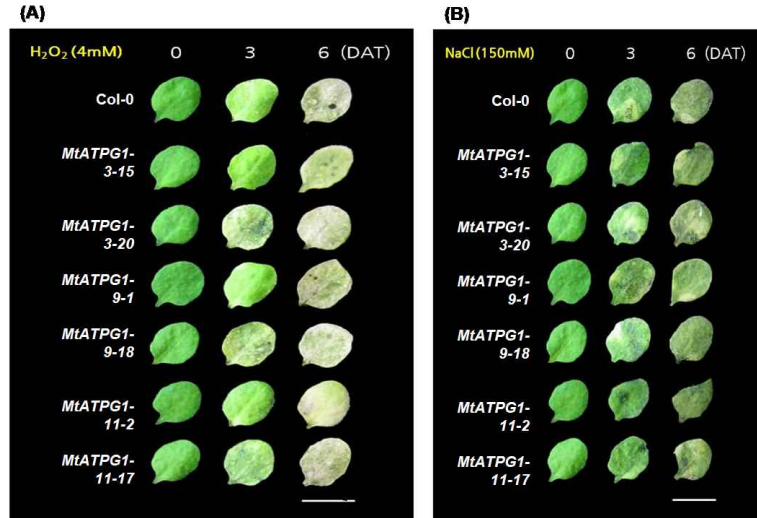 (A)
H₂O₂ (4mM) 0 3 6 (DAT)
Col-0
MtATPG1-
3-15
MtATPG1-
3-20
MtATPG1-
9-1
MtATPG1-
9-18
MtATPG1-
11-2
MtATPG1-
11-17
(B)
NaCl (150mM) 0 3 6 (DAT)
Col-0
MtATPG1-
3-15
MtATPG1-
3-20
MtATPG1-
9-1
MtATPG1-
9-18
MtATPG1-
11-2
MtATPG1-
11-17